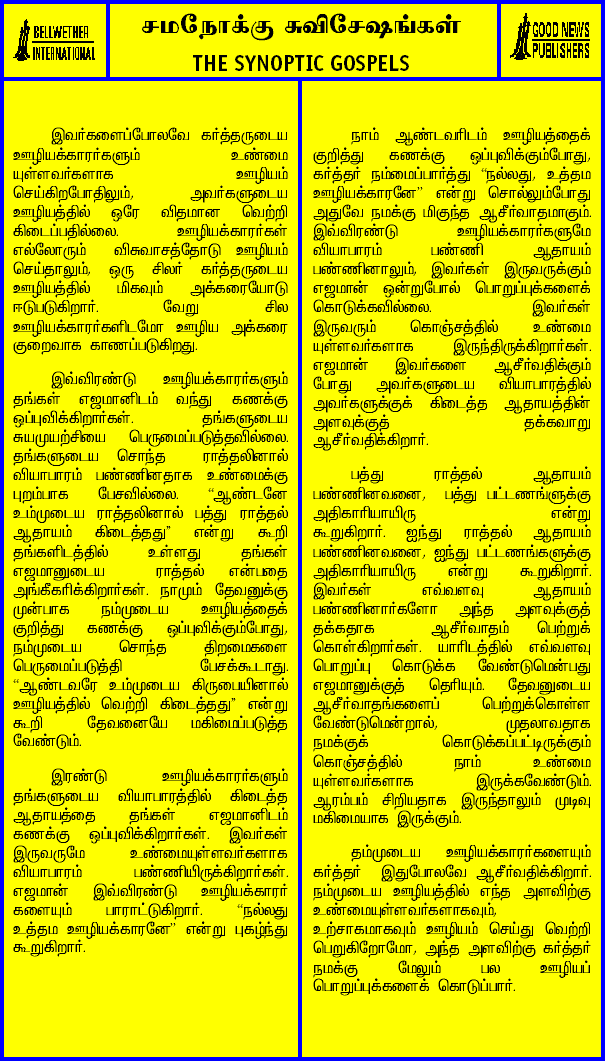 BELLWETHER
INTERNATIONAL
சமநோக்கு சுவிசேஷங்கள்
THE SYNOPTIC GOSPELS
GOOD NEWS
PUBLISHERS
இவர்களைப்போலவே கர்த்தருடைய
ஊழியக்காரர்களும் உண்மை
யுள்ளவர்களாக ஊழியம்
செய்கிறபோதிலும், அவர்களுடைய
ஊழியத்தில் ஒரே விதமான வெற்றி
கிடைப்பதில்லை. ஊழியக்காரர்கள்
எல்லோரும் விசுவாசத்தோடு ஊழியம்
செய்தாலும், ஒரு சிலர் கர்த்தருடைய
ஊழியத்தில் மிகவும் அக்கரையோடு
ஈடுபடுகிறார். வேறு சில
ஊழியக்காரர்களிடமோ ஊழிய அக்கரை
குறைவாக காணப்படுகிறது.
இவ்விரண்டு ஊழியக்காரர்களும்
தங்கள் எஜமானிடம் வந்து கணக்கு
ஒப்புவிக்கிறார்கள். தங்களுடைய
சுயமுயற்சியை பெருமைப்படுத்தவில்லை.
தங்களுடைய சொந்த ராத்தலினால்
வியாபாரம் பண்ணினதாக உண்மைக்கு
புறம்பாக பேசவில்லை. “ஆண்டனே
உம்முடைய ராத்தலினால் பத்து ராத்தல்
ஆதாயம் கிடைத்தது” என்று கூறி
தங்களிடத்தில் உள்ளது தங்கள்
எஜமானுடைய ராத்தல் என்பதை
அங்கீகரிக்கிறார்கள். நாமும் தேவனுக்கு
முன்பாக நம்முடைய ஊழியத்தைக்
குறித்து கணக்கு ஒப்புவிக்கும்போது,
நம்முடைய சொந்த திறமைகளை
பெருமைப்படுத்தி பேசக்கூடாது.
“ஆண்டவரே உம்முடைய கிருபையினால்
ஊழியத்தில் வெற்றி கிடைத்தது” என்று
கூறி தேவனையே மகிமைப்படுத்த
வேண்டும்.
இரண்டு ஊழியக்காரர்களும்
தங்களுடைய வியாபாரத்தில் கிடைத்த
ஆதாயத்தை தங்கள் எஜமானிடம்
கணக்கு ஒப்புவிக்கிறார்கள். இவர்கள்
இருவருமே உண்மையுள்ளவர்களாக
வியாபாரம் பண்ணியிருக்கிறார்கள்.
எஜமான் இவ்விரண்டு ஊழியக்காரர்
களையும் பாராட்டுகிறார். “நல்லது
உத்தம ஊழியக்காரனே” என்று புகழ்ந்து
கூறுகிறார்.
நாம் ஆண்டவரிடம் ஊழியத்தைக்
குறித்து கணக்கு ஒப்புவிக்கும்போது,
கர்த்தர் நம்மைப்பார்த்து “நல்லது, உத்தம
ஊழியக்காரனே” என்று சொல்லும்போது
அதுவே நமக்கு மிகுந்த ஆசீர்வாதமாகும்.
இவ்விரண்டு ஊழியக்காரர்களுமே
வியாபாரம் பண்ணி ஆதாயம்
பண்ணினாலும், இவர்கள் இருவருக்கும்
எஜமான் ஒன்றுபோல் பொறுப்புக்களைக்
கொடுக்கவில்லை. இவர்கள்
இருவரும் கொஞ்சத்தில் உண்மை
யுள்ளவர்களாக இருந்திருக்கிறார்கள்.
எஜமான் இவர்களை ஆசீர்வதிக்கும்
போது அவர்களுடைய வியாபாரத்தில்
அவர்களுக்குக் கிடைத்த ஆதாயத்தின்
அளவுக்குத் தக்கவாறு
ஆசீர்வதிக்கிறார்.
பத்து ராத்தல் ஆதாயம்
பண்ணினவனை, பத்து பட்டணங்ளுக்கு
அதிகாரியாயிரு என்று
கூறுகிறார். ஐந்து ராத்தல் ஆதாயம்
பண்ணினவனை, ஐந்து பட்டணங்களுக்கு
அதிகாரியாயிரு என்று கூறுகிறார்.
இவர்கள் எவ்வளவு ஆதாயம்
பண்ணினார்களோ அந்த அளவுக்குத்
தக்கதாக ஆசீர்வாதம் பெற்றுக்
கொள்கிறார்கள். யாரிடத்தில் எவ்வளவு
பொறுப்பு கொடுக்க வேண்டுமென்பது
எஜமானுக்குத் தெரியும். தேவனுடைய
ஆசீர்வாதங்களைப் பெற்றுக்கொள்ள
வேண்டுமென்றால், முதலாவதாக
நமக்குக் கொடுக்கப்பட்டிருக்கும்
கொஞ்சத்தில் நாம் உண்மை
யுள்ளவர்களாக இருக்கவேண்டும்.
ஆரம்பம் சிறியதாக இருந்தாலும் முடிவு
மகிமையாக இருக்கும்.
தம்முடைய ஊழியக்காரர்களையும்
கர்த்தர் இதுபோலவே ஆசீர்வதிக்கிறார்.
நம்முடைய ஊழியத்தில் எந்த அளவிற்கு
உண்மையுள்ளவர்களாகவும்,
உற்சாகமாகவும் ஊழியம் செய்து வெற்றி
பெறுகிறோமோ, அந்த அளவிற்கு கர்த்தர்
நமக்கு மேலும் பல ஊழியப்
பொறுப்புக்களைக் கொடுப்பார்.